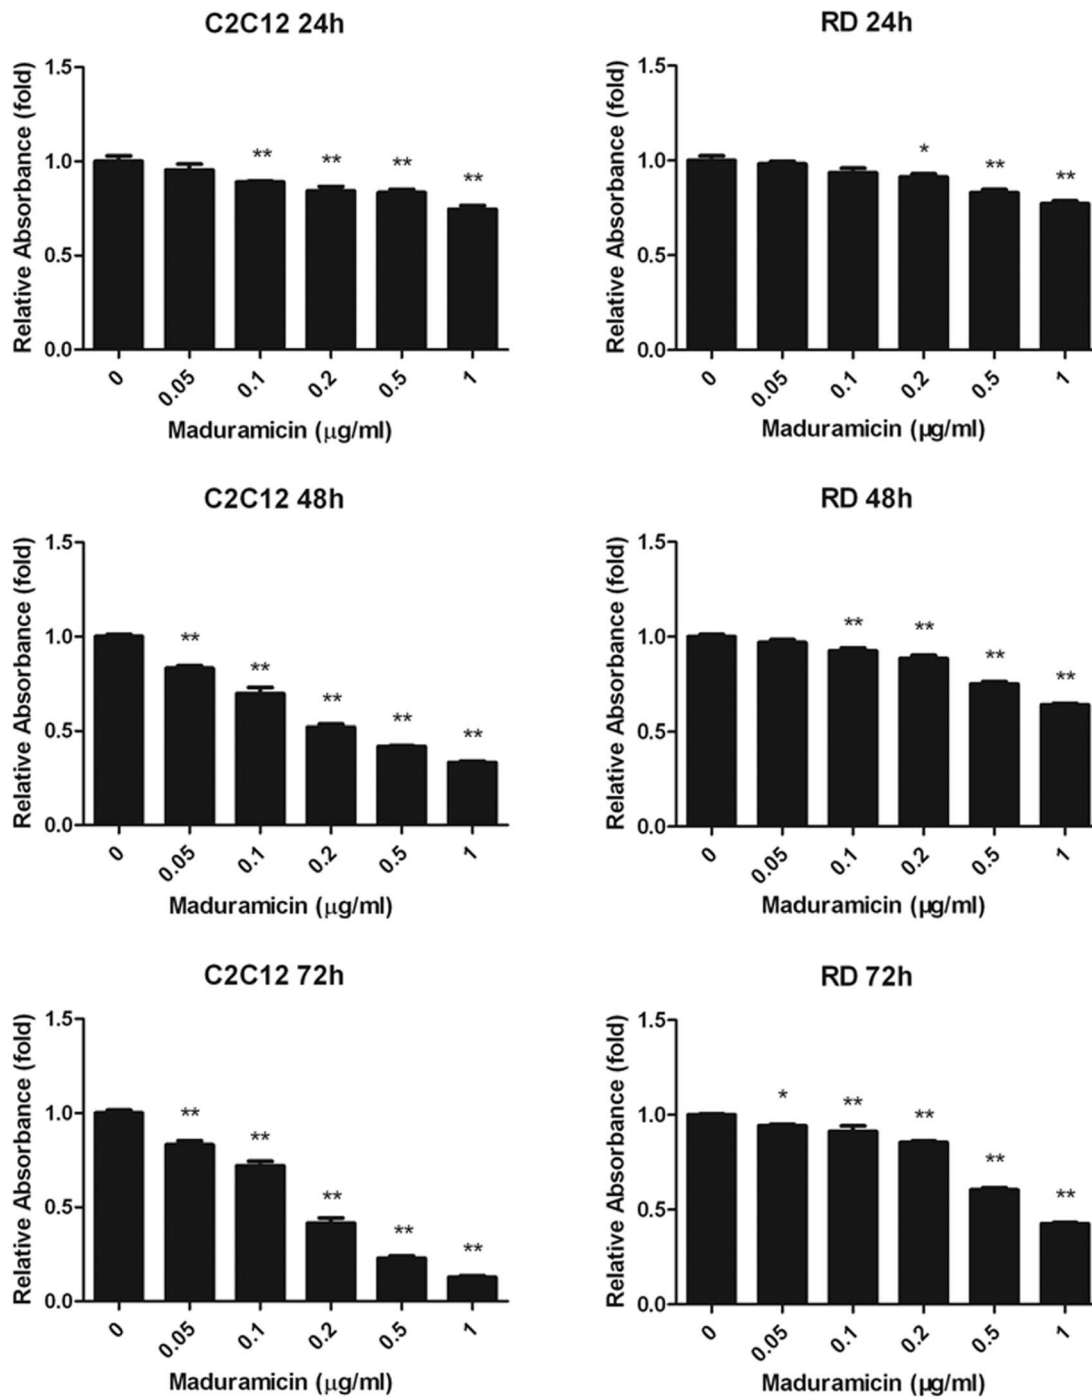 C2C12 24h
Relative Absorbance (fold)
1.5
1.0
0.5
0.0
** ** ** **
0 0.05 0.1 0.2 0.5 1
Maduramicin (μg/ml)
RD 24h
Relative Absorbance (fold)
1.5
1.0
0.5
0.0
* ** **
0 0.05 0.1 0.2 0.5 1
Maduramicin (µg/ml)
C2C12 48h
Relative Absorbance (fold)
1.5
1.0
0.5
0.0
** ** ** ** **
0 0.05 0.1 0.2 0.5 1
Maduramicin (μg/ml)
RD 48h
Relative Absorbance (fold)
1.5
1.0
0.5
0.0
** ** ** **
0 0.05 0.1 0.2 0.5 1
Maduramicin (µg/ml)
C2C12 72h
Relative Absorbance (fold)
1.5
1.0
0.5
0.0
** ** ** ** **
0 0.05 0.1 0.2 0.5 1
Maduramicin (μg/ml)
RD 72h
Relative Absorbance (fold)
1.5
1.0
0.5
0.0
* ** ** ** **
0 0.05 0.1 0.2 0.5 1
Maduramicin (µg/ml)